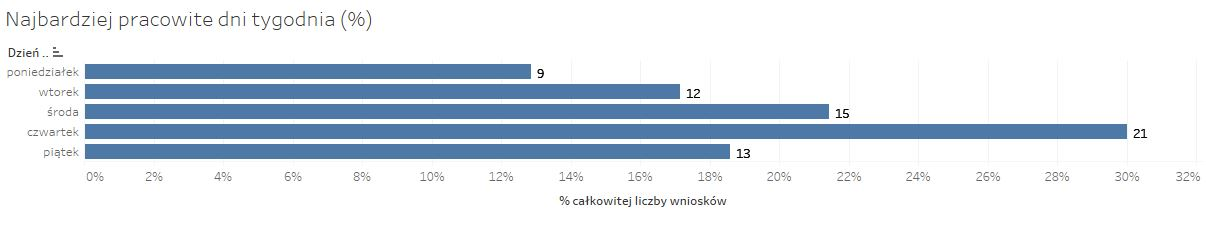 Najbardziej pracowite dni tygodnia (%)
Dzień ..
poniedziałek 9
wtorek 12
środa 15
czwartek 21
piątek 13
0% 2% 4% 6% 8% 10% 12% 14% 16% 18% 20% 22% 24% 26% 28% 30% 32%
% całkowitej liczby wniosków